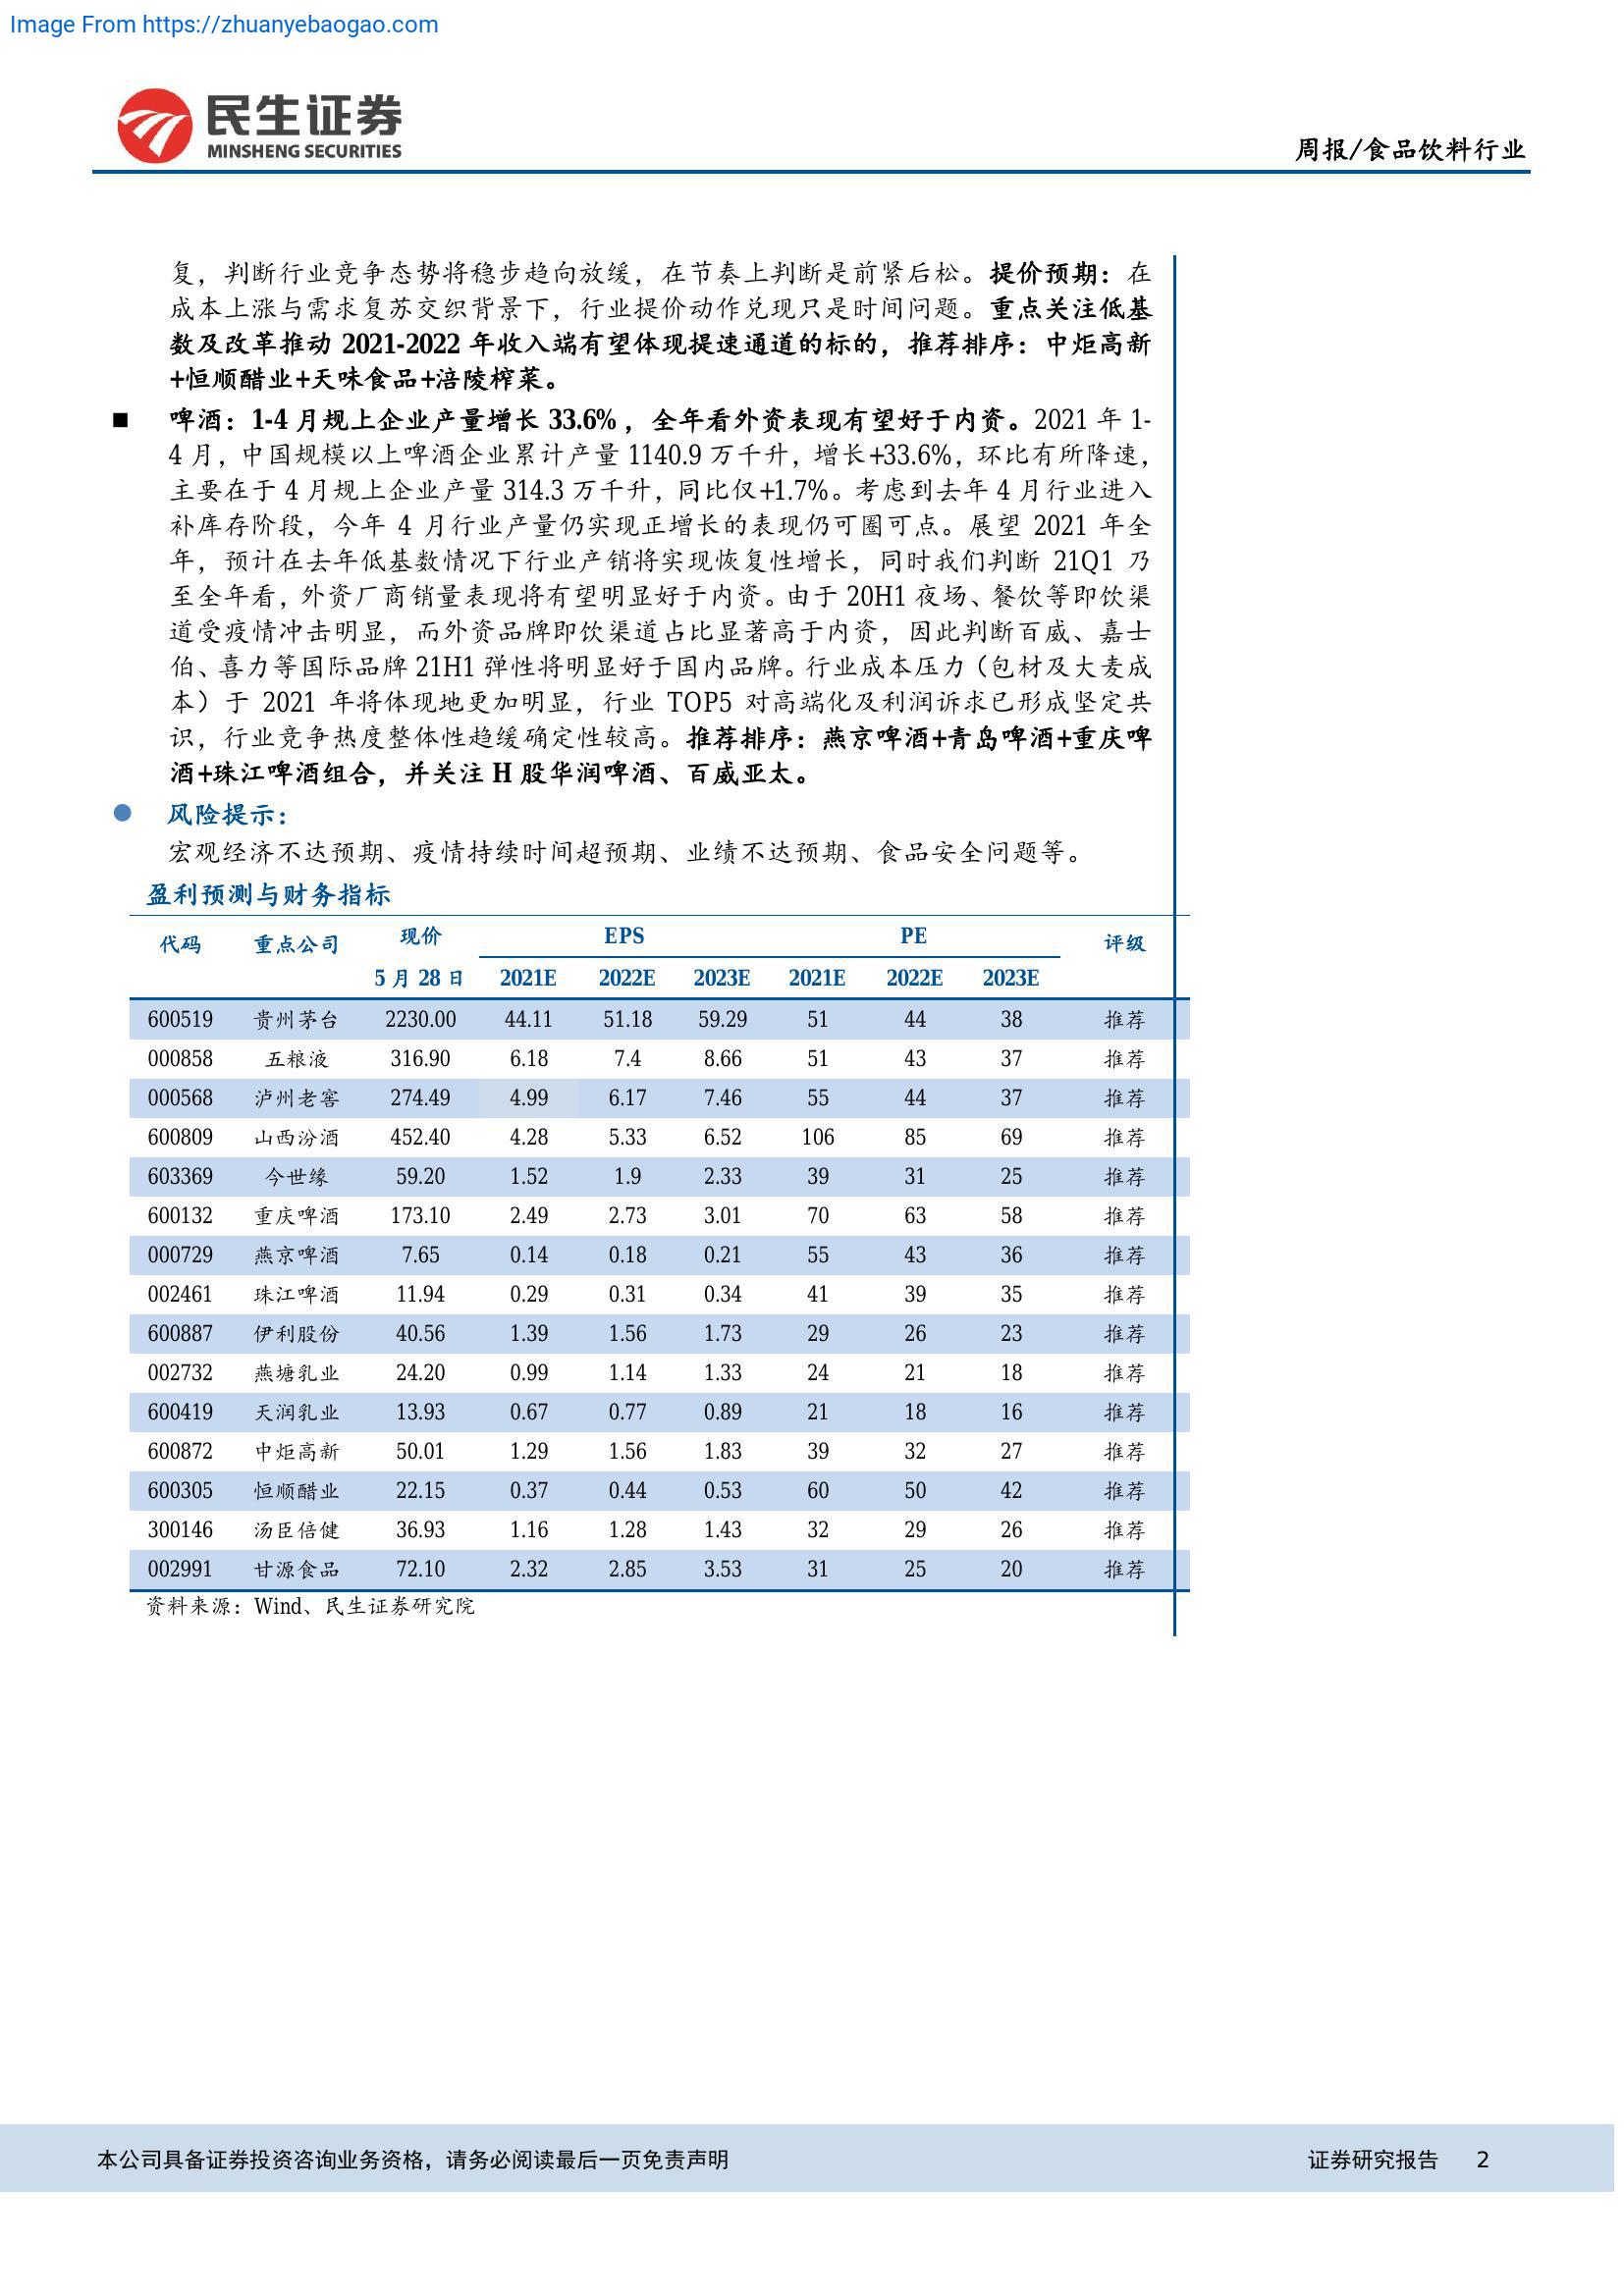 Image From https://zhuanyebaogao.com
民生证券
MINSHENG SECURITIES
周报/食品饮料行业
复，判断行业竞争态势将稳步趋向放缓，在节奏上判断是前紧后松。提价预期：在
成本上涨与需求复苏交织背景下，行业提价动作兑现只是时间问题。重点关注低基
数及改革推动 2021-2022 年收入端有望体现提速通道的标的，推荐排序：中炬高新
+恒顺醋业+天味食品+涪陵榨菜。
■ 啤酒：1-4 月规上企业产量增长 33.6%，全年看外资表现有望好于内资。2021 年 1-
4 月，中国规模以上啤酒企业累计产量 1140.9 万千升，增长+33.6%，环比有所降速，
主要在于 4 月规上企业产量 314.3 万千升，同比仅+1.7%。考虑到去年 4 月行业进入
补库存阶段，今年 4 月行业产量仍实现正增长的表现仍可圈可点。展望 2021 年全
年，预计在去年低基数情况下行业产销将实现恢复性增长，同时我们判断 21Q1 乃
至全年看，外资厂商销量表现将有望明显好于内资。由于 20H1 夜场、餐饮等即饮渠
道受疫情冲击明显，而外资品牌即饮渠道占比显著高于内资，因此判断百威、嘉士
伯、喜力等国际品牌 21H1 弹性将明显好于国内品牌。行业成本压力（包材及大麦成
本）于 2021 年将体现地更加明显，行业 TOP5 对高端化及利润诉求已形成坚定共
识，行业竞争热度整体性趋缓确定性较高。推荐排序：燕京啤酒+青岛啤酒+重庆啤
酒+珠江啤酒组合，并关注 H 股华润啤酒、百威亚太。
● 风险提示：
宏观经济不达预期、疫情持续时间超预期、业绩不达预期、食品安全问题等。
盈利预测与财务指标
代码 重点公司 现价 EPS PE 评级
5 月 28 日 2021E 2022E 2023E 2021E 2022E 2023E
600519 贵州茅台 2230.00 44.11 51.18 59.29 51 44 38 推荐
000858 五粮液 316.90 6.18 7.4 8.66 51 43 37 推荐
000568 泸州老窖 274.49 4.99 6.17 7.46 55 44 37 推荐
600809 山西汾酒 452.40 4.28 5.33 6.52 106 85 69 推荐
603369 今世缘 59.20 1.52 1.9 2.33 39 31 25 推荐
600132 重庆啤酒 173.10 2.49 2.73 3.01 70 63 58 推荐
000729 燕京啤酒 7.65 0.14 0.18 0.21 55 43 36 推荐
002461 珠江啤酒 11.94 0.29 0.31 0.34 41 39 35 推荐
600887 伊利股份 40.56 1.39 1.56 1.73 29 26 23 推荐
002732 燕塘乳业 24.20 0.99 1.14 1.33 24 21 18 推荐
600419 天润乳业 13.93 0.67 0.77 0.89 21 18 16 推荐
600872 中炬高新 50.01 1.29 1.56 1.83 39 32 27 推荐
600305 恒顺醋业 22.15 0.37 0.44 0.53 60 50 42 推荐
300146 汤臣倍健 36.93 1.16 1.28 1.43 32 29 26 推荐
002991 甘源食品 72.10 2.32 2.85 3.53 31 25 20 推荐
资料来源：Wind、民生证券研究院
本公司具备证券投资咨询业务资格，请务必阅读最后一页免责声明 证券研究报告 2